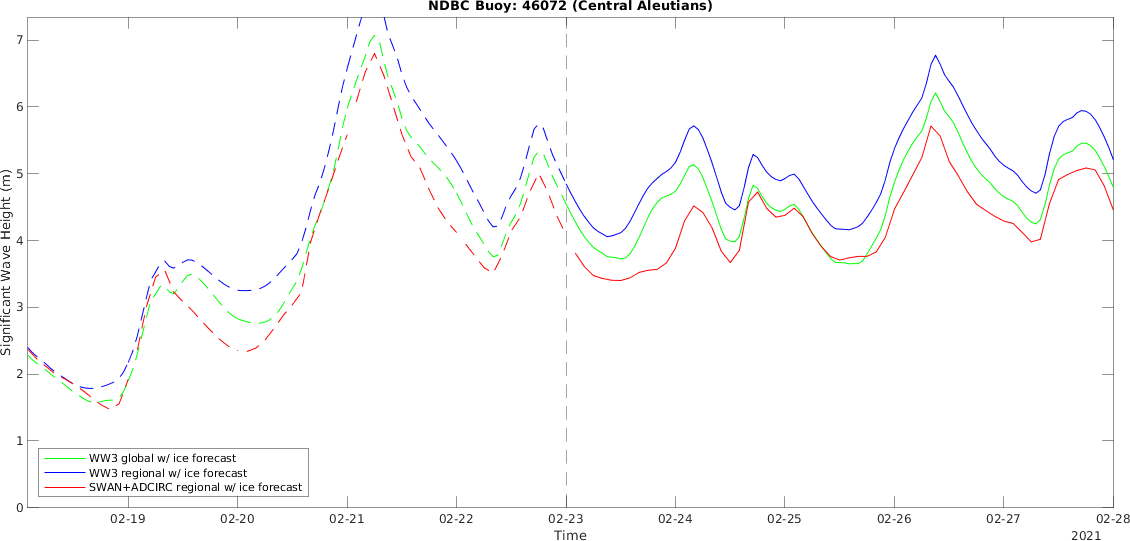 NDBC Buoy: 46072 (Central Aleutians)
Significant Wave Height (m)
7
6
5
4
3
2
1
0
WW3 global w/ ice forecast
WW3 regional w/ ice forecast
SWAN+ADCIRC regional w/ ice forecast
02-19 02-20 02-21 02-22 02-23 02-24 02-25 02-26 02-27 02-28
Time
2021